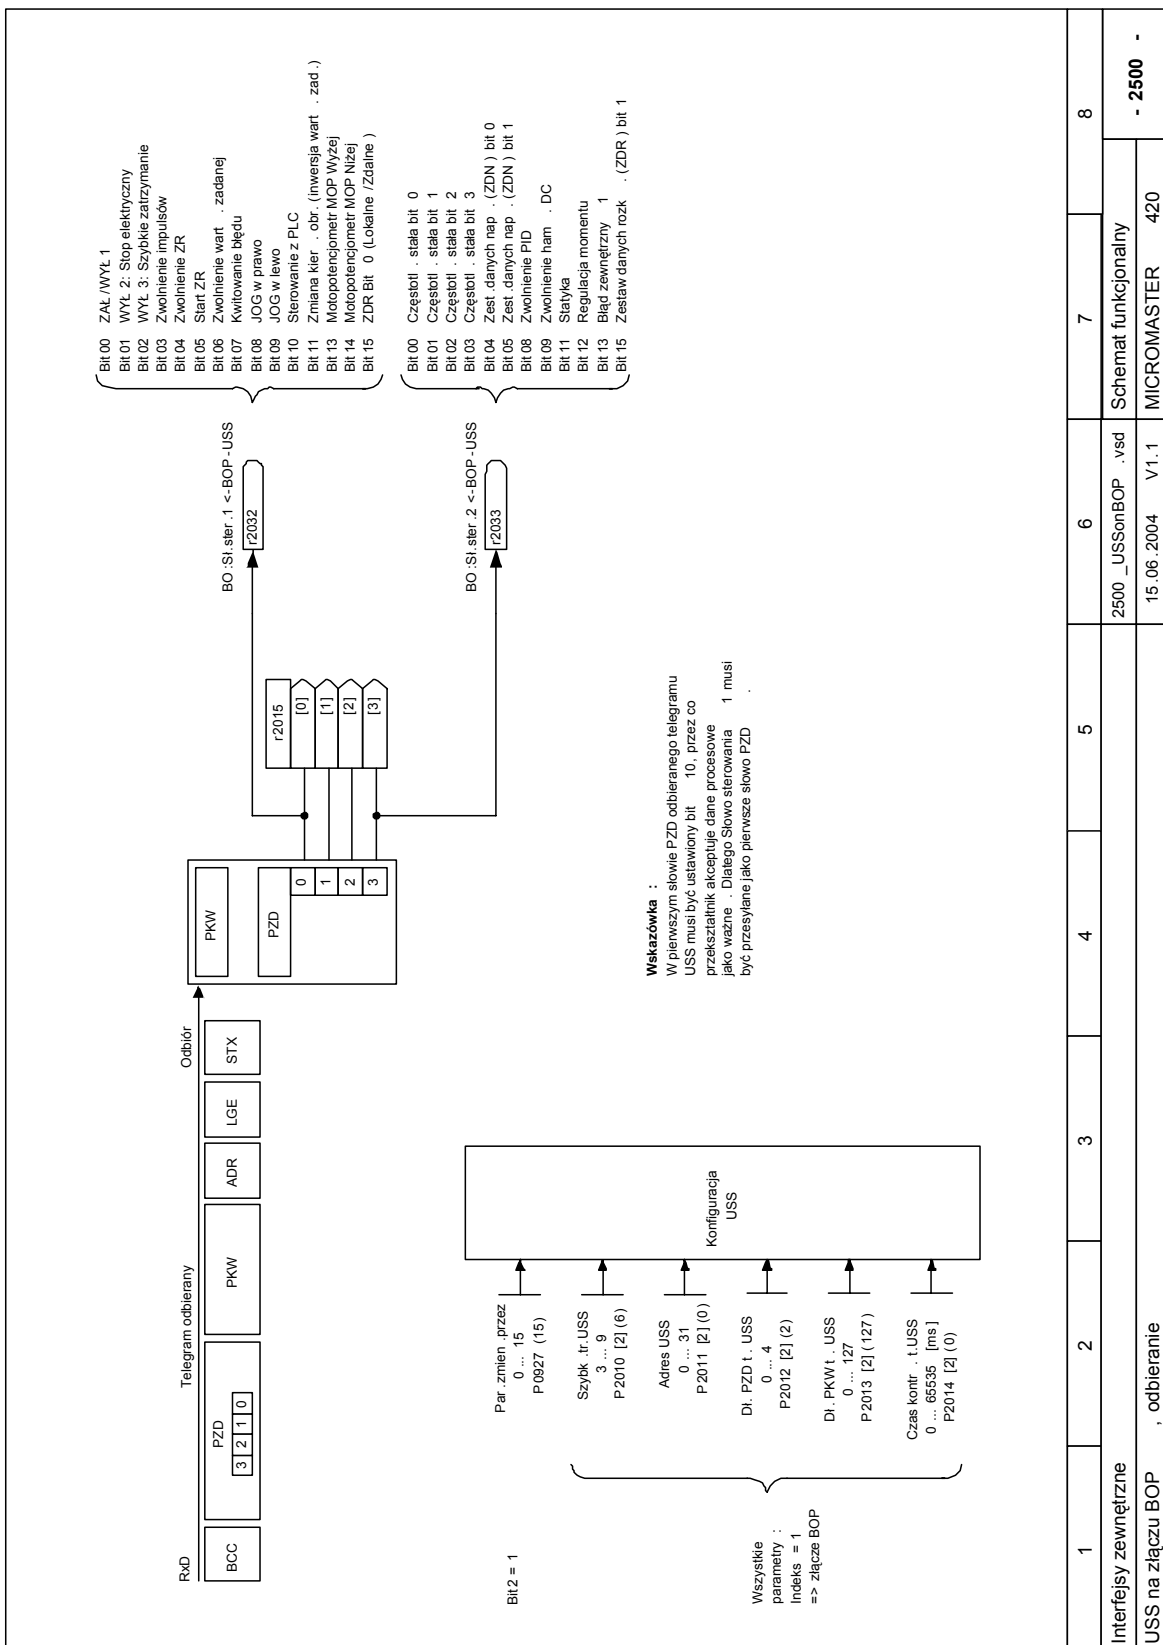 RxD
Telegram odbierany
Odbiór
BCC
PZD
3 2 1 0
PKW
ADR
LGE
STX
PKW
PZD
0
1
2
3
r2015
[0]
[1]
[2]
[3]
BO :Sł.ster .1 <-BOP -USS
r2032
Bit 00 ZAŁ /WYŁ 1
Bit 01 WYŁ 2: Stop elektryczny
Bit 02 WYŁ 3: Szybkie zatrzymanie
Bit 03 Zwolnienie impulsów
Bit 04 Zwolnienie ZR
Bit 05 Start ZR
Bit 06 Zwolnienie wart . zadanej
Bit 07 Kwitowanie błędu
Bit 08 JOG w prawo
Bit 09 JOG w lewo
Bit 10 Sterowanie z PLC
Bit 11 Zmiana kier . obr. (inwersja wart . zad .)
Bit 13 Motopotencjometr MOP Wyżej
Bit 14 Motopotencjometr MOP Niżej
Bit 15 ZDR Bit 0 (Lokalne /Zdalne )
BO :Sł.ster .2 <-BOP -USS
r2033
Bit 00 Częstotl . stała bit 0
Bit 01 Częstotl . stała bit 1
Bit 02 Częstotl . stała bit 2
Bit 03 Częstotl . stała bit 3
Bit 04 Zest .danych nap . (ZDN ) bit 0
Bit 05 Zest .danych nap . (ZDN ) bit 1
Bit 08 Zwolnienie PID
Bit 09 Zwolnienie ham . DC
Bit 11 Statyka
Bit 12 Regulacja momentu
Bit 13 Błąd zewnętrzny 1
Bit 15 Zestaw danych rozk . (ZDR ) bit 1
Bit 2 = 1
Par .zmien .przez
0 ... 15
P0927 (15)
Szybk .tr.USS
3 ... 9
P2010 [2] (6)
Adres USS
0 ... 31
P2011 [2] (0)
Dł. PZD t . USS
0 ... 4
P2012 [2] (2)
Dł. PKW t . USS
0 ... 127
P2013 [2] (127)
Czas kontr . t.USS
0 ... 65535 [ms]
P2014 [2] (0)
Konfiguracja
USS
Wszystkie
parametry :
Indeks = 1
=> złącze BOP
Wskazówka :
W pierwszym słowie PZD odbieranego telegramu
USS musi być ustawiony bit 10, przez co
przekształtnik akceptuje dane procesowe
jako ważne . Dlatego Słowo sterowania 1 musi
być przesyłane jako pierwsze słowo PZD .
1 2 3 4 5 6 7 8
Interfejsy zewnętrzne
2500 _USSonBOP .vsd
Schemat funkcjonalny
- 2500 -
USS na złączu BOP , odbieranie
15.06.2004 V1.1
MICROMASTER 420